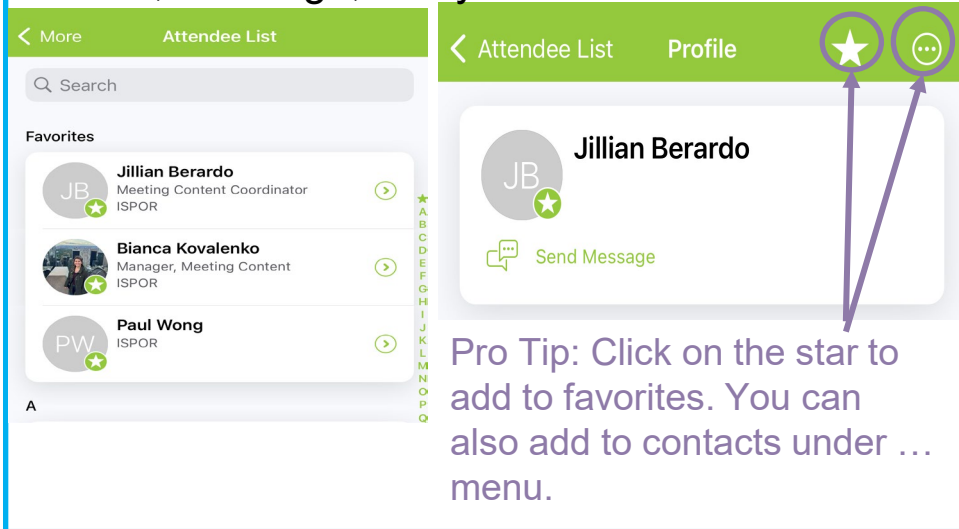 More
Attendee List
Search
Favorites
JB
Jillian Berardo
Meeting Content Coordinator
ISPOR
Bianca Kovalenko
Manager, Meeting Content
ISPOR
PW
Paul Wong
ISPOR
A
A
B
C
D
E
F
G
H
I
J
K
L
M
N
O
P
Q
Attendee List
Profile
JB
Jillian Berardo
Send Message
Pro Tip: Click on the star to
add to favorites. You can
also add to contacts under …
menu.